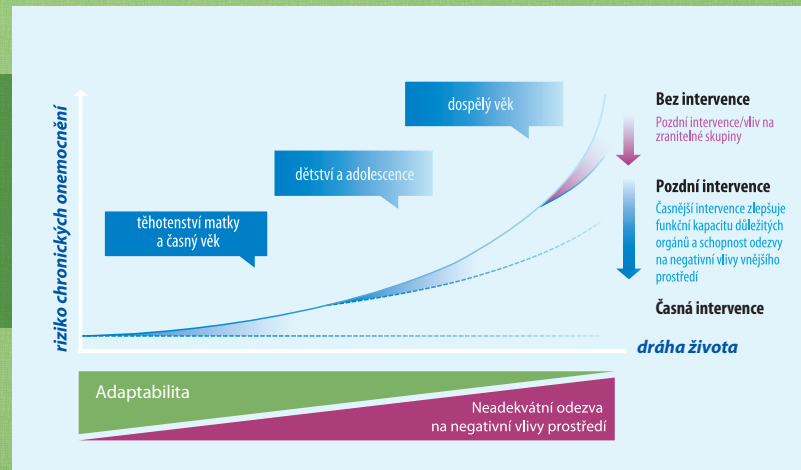 riziko chronických onemocnění
dospělý věk
dětství a adolescence
těhotenství matky
a časný věk
Bez intervence
Pozdní intervence/vliv na
zranitelné skupiny
Pozdní intervence
Časnější intervence zlepšuje
funkční kapacitu důležitých
orgánů a schopnost odezvy
na negativní vlivy vnějšího
prostředí
Časná intervence
dráha života
Adaptabilita
Neadekvátní odezva
na negativní vlivy prostředí